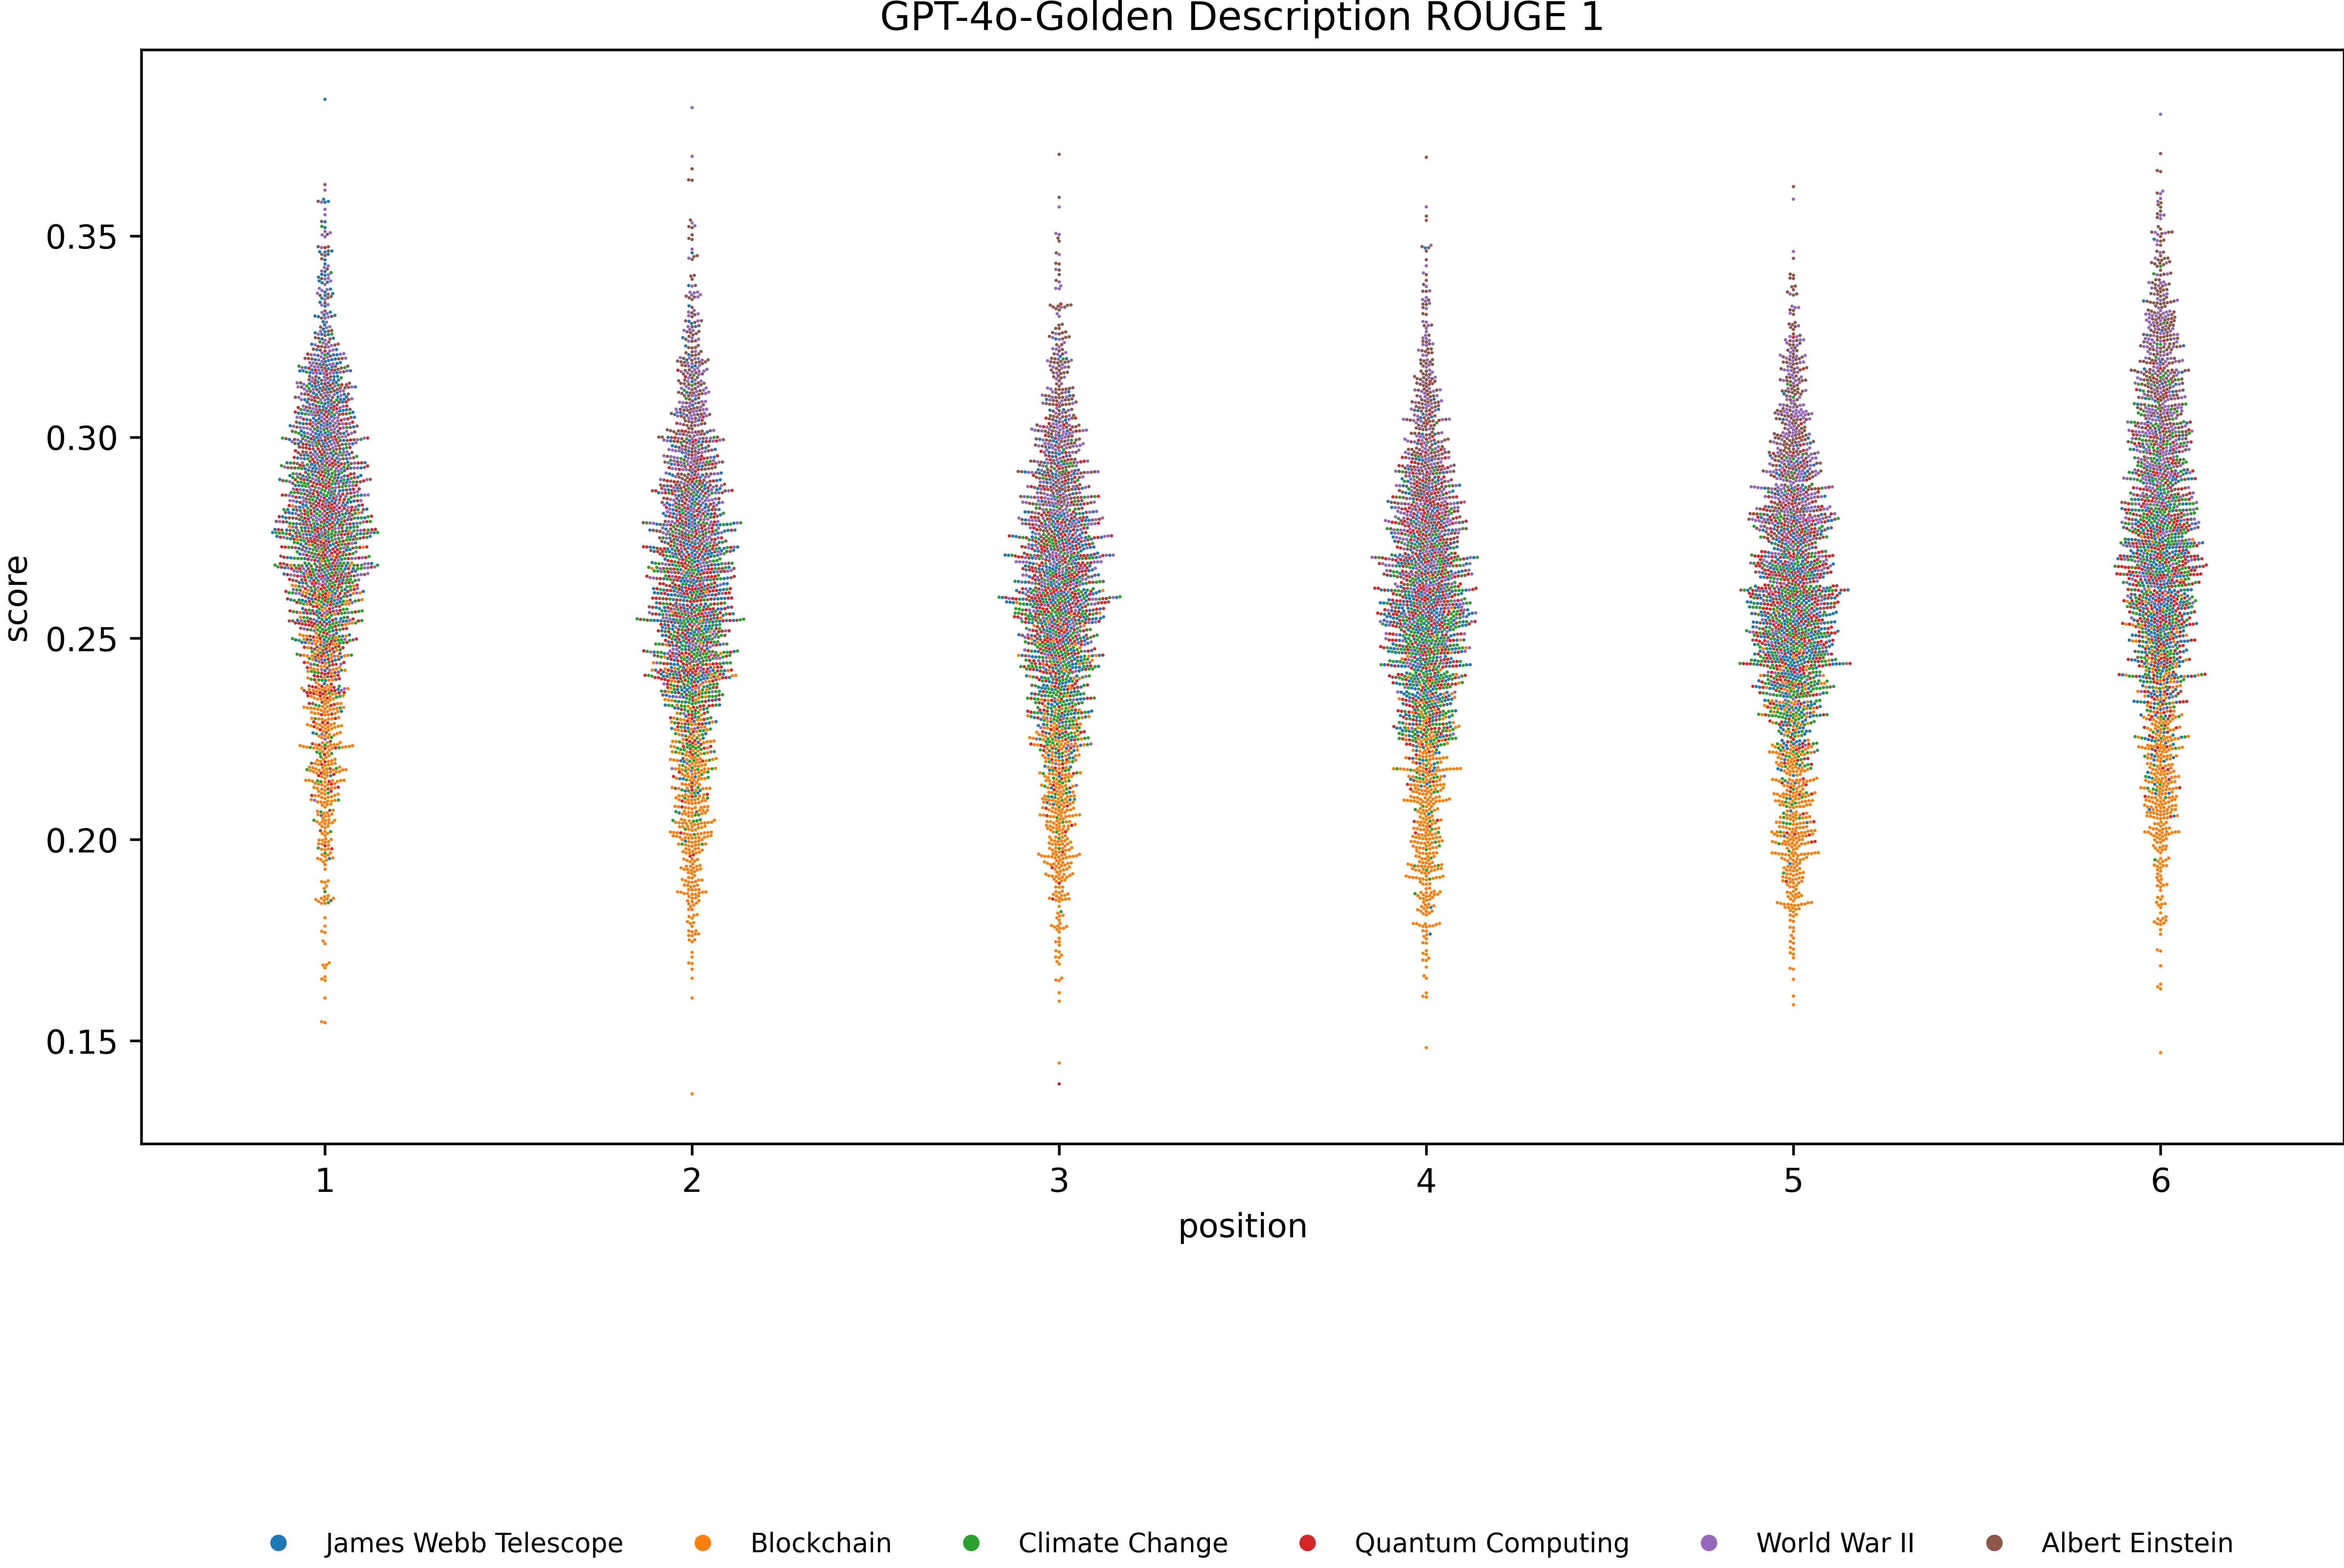 GPT-4o-Golden Description ROUGE 1
score
0.35
0.30
0.25
0.20
0.15
1 2 3 4 5 6
position
James Webb Telescope Blockchain Climate Change Quantum Computing World War II Albert Einstein